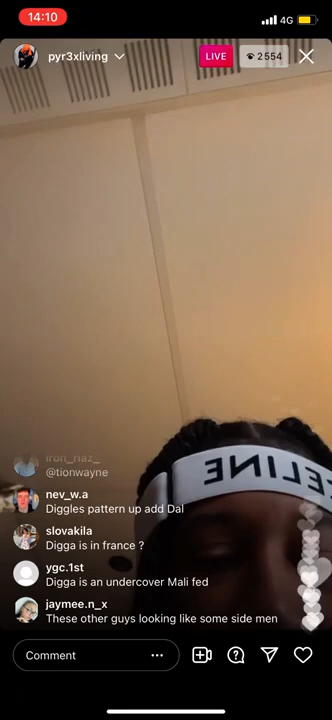 14:10
4G
pyr3xliving
LIVE
2554
iron_naz_
@tionwayne
nev_w.a
Diggles pattern up add Dal
slovakila
Digga is in france ?
ygc.1st
Digga is an undercover Mali fed
jaymee.n_x
These other guys looking like some side men
Comment